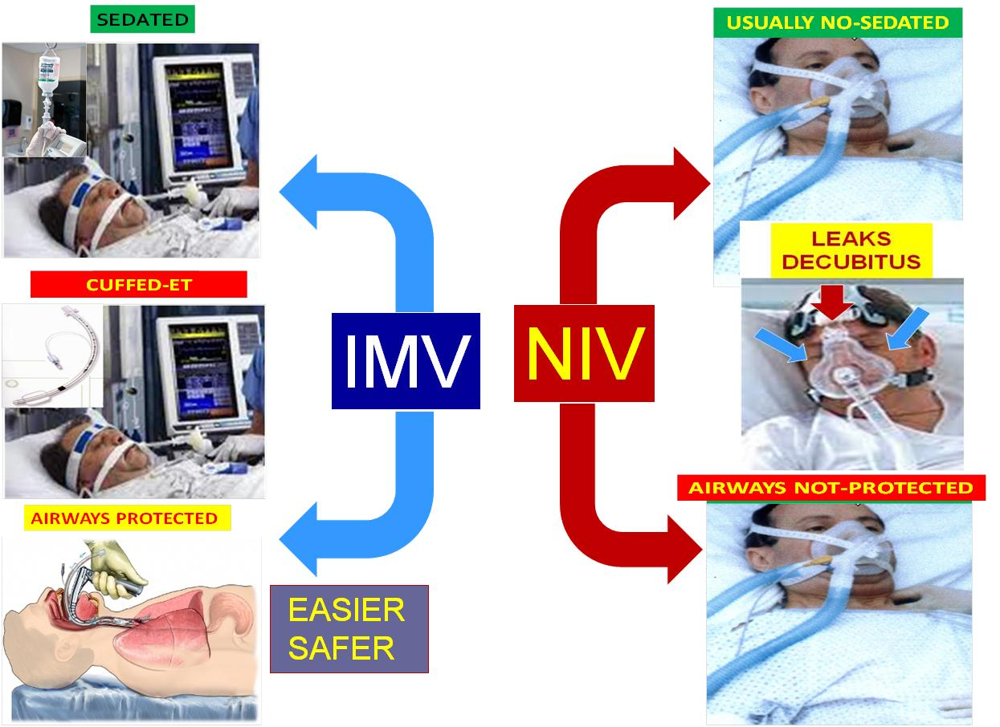 SEDATED
USUALLY NO-SEDATED
LEAKS
DECUBITUS
CUFFED-ET
IMV
NIV
AIRWAYS NOT-PROTECTED
AIRWAYS PROTECTED
EASIER
SAFER